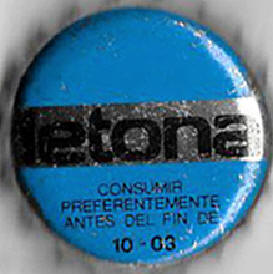 letona
CONSUMIR
PREFERENTEMENTE
ANTES DEL FIN DE
10-03